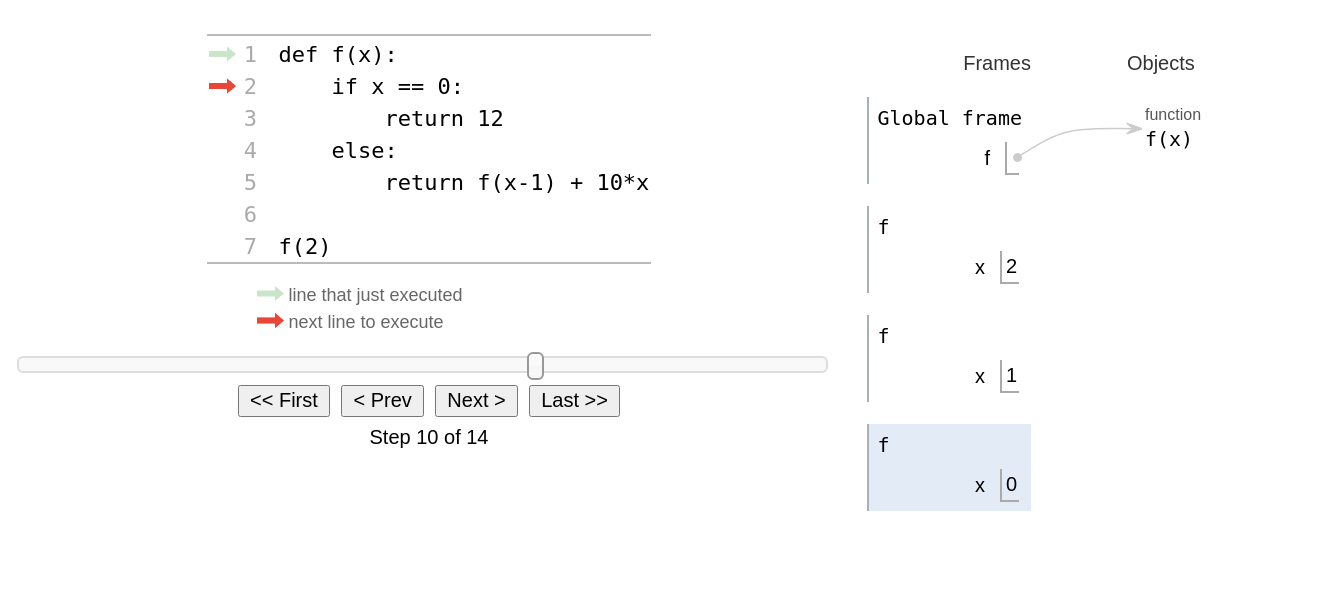 1 def f(x):
2     if x == 0:
3         return 12
4     else:
5         return f(x-1) + 10*x
6
7 f(2)
line that just executed
next line to execute
<< First < Prev Next > Last >>
Step 10 of 14
Frames Objects
Global frame
f
function
f(x)
f
x 2
f
x 1
f
x 0